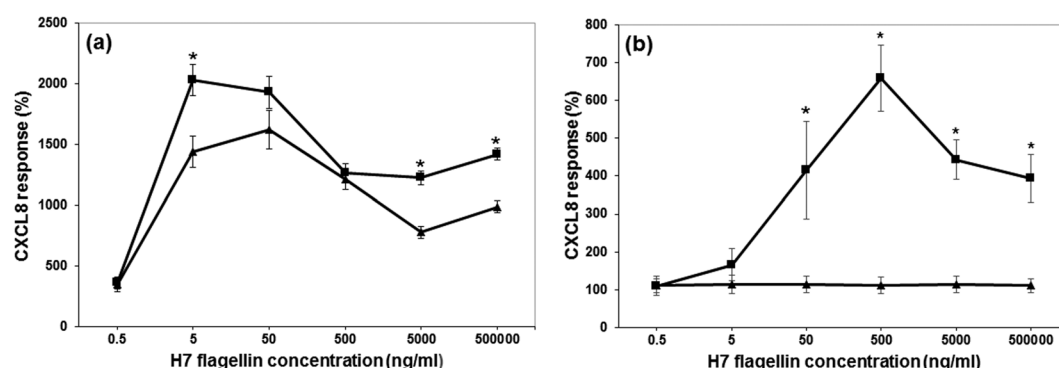 (a)
CXCL8 response (%)
2500
2000
1500
1000
500
0
* * *
0.5 5 50 500 5000 500000
H7 flagellin concentration (ng/ml)
(b)
CXCL8 response (%)
800
700
600
500
400
300
200
100
0
* * * *
0.5 5 50 500 5000 500000
H7 flagellin concentration (ng/ml)